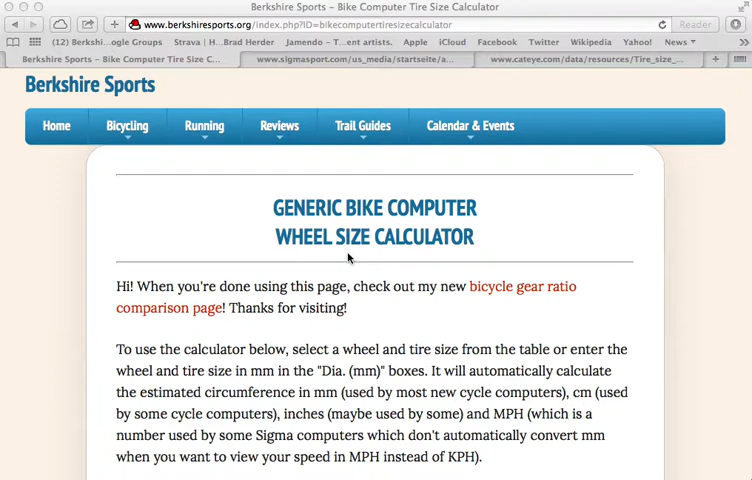 Berkshire Sports – Bike Computer Tire Size Calculator
www.berkshiresports.org/index.php?ID=bikecomputertiresizecalculator
Reader
(12) Berkshi...ogle Groups Strava | H...Brad Herder Jamendo – T...ent artists. Apple iCloud Facebook Twitter Wikipedia Yahoo! News
Berkshire Sports – Bike Computer Tire Size C... www.sigmasport.com/us_media/startseite/a... www.cateye.com/data/resources/Tire_size_...
Berkshire Sports
Home Bicycling Running Reviews Trail Guides Calendar & Events
GENERIC BIKE COMPUTER
WHEEL SIZE CALCULATOR
Hi! When you're done using this page, check out my new bicycle gear ratio
comparison page! Thanks for visiting!
To use the calculator below, select a wheel and tire size from the table or enter the
wheel and tire size in mm in the "Dia. (mm)" boxes. It will automatically calculate
the estimated circumference in mm (used by most new cycle computers), cm (used
by some cycle computers), inches (maybe used by some) and MPH (which is a
number used by some Sigma computers which don't automatically convert mm
when you want to view your speed in MPH instead of KPH).